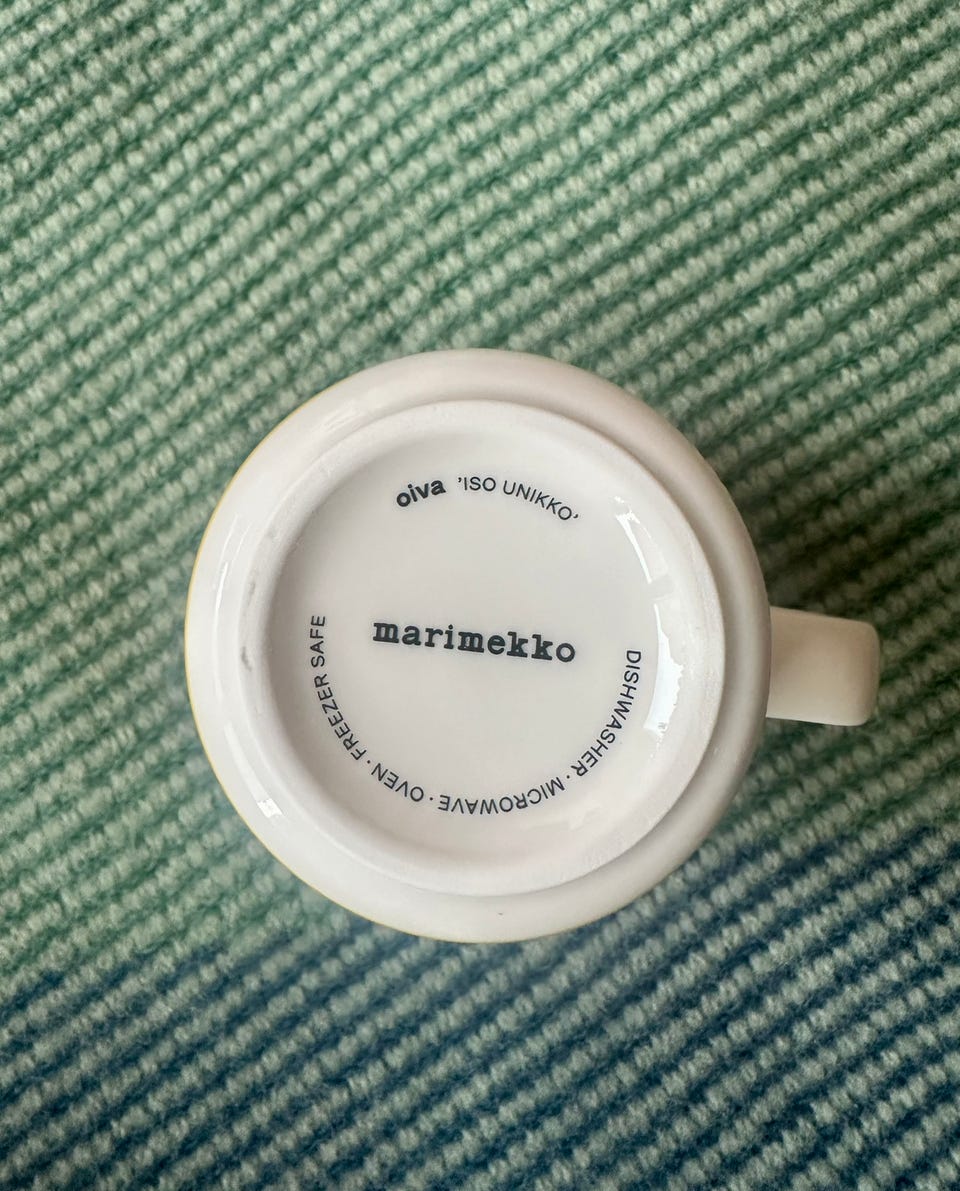 oiva 'ISO UNIKKO'
marimekko
DISHWASHER · MICROWAVE · OVEN · FREEZER SAFE